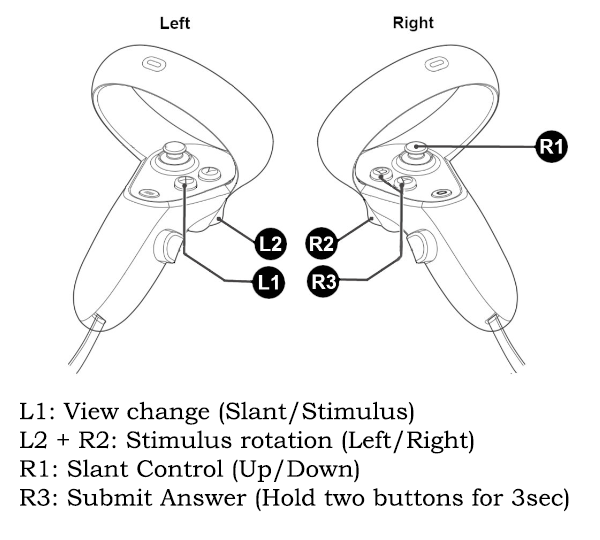 Left
Right
R1
L2
R2
L1
R3
L1: View change (Slant/Stimulus)
L2 + R2: Stimulus rotation (Left/Right)
R1: Slant Control (Up/Down)
R3: Submit Answer (Hold two buttons for 3sec)